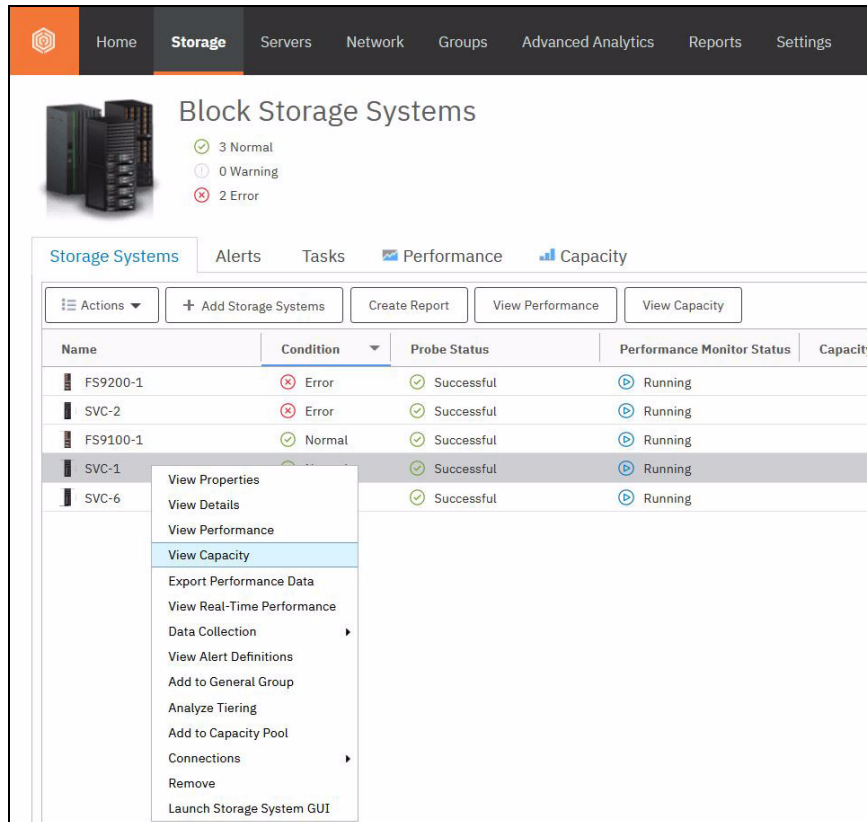 Home Storage Servers Network Groups Advanced Analytics Reports Settings
Block Storage Systems
3 Normal
0 Warning
2 Error
Storage Systems Alerts Tasks Performance Capacity
Actions + Add Storage Systems Create Report View Performance View Capacity
Name Condition Probe Status Performance Monitor Status Capacity
FS9200-1 Error Successful Running
SVC-2 Error Successful Running
FS9100-1 Normal Successful Running
SVC-1 Successful Running
SVC-6 Successful Running
View Properties
View Details
View Performance
View Capacity
Export Performance Data
View Real-Time Performance
Data Collection
View Alert Definitions
Add to General Group
Analyze Tiering
Add to Capacity Pool
Connections
Remove
Launch Storage System GUI